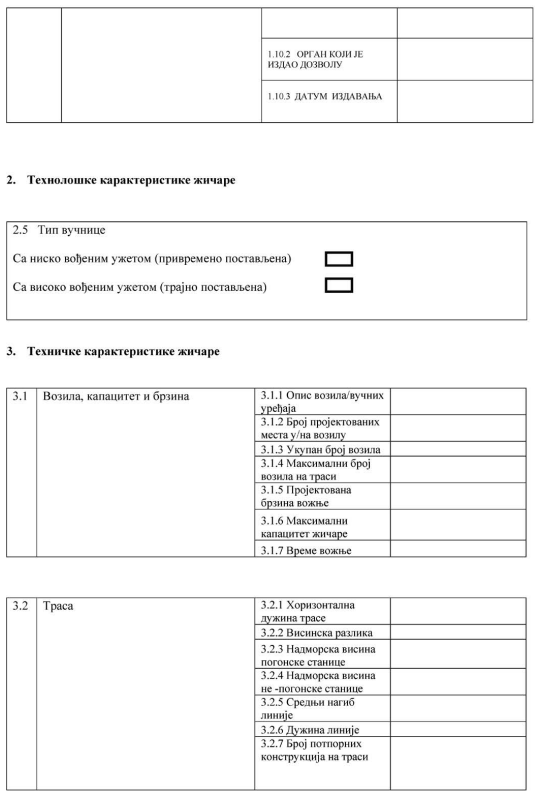 1.10.2 ОРГАН КОЈИ ЈЕ
ИЗДАО ДОЗВОЛУ
1.10.3 ДАТУМ ИЗДАВАЊА
2. Технолошке карактеристике жичаре
2.5 Тип вучнице
Са ниско вођеним ужетом (привремено постављена)
Са високо вођеним ужетом (трајно постављена)
3. Техничке карактеристике жичаре
3.1 Возила, капацитет и брзина
3.1.1 Опис возила/вучних
уређаја
3.1.2 Број пројектованих
места у/на возилу
3.1.3 Укупан број возила
3.1.4 Максимални број
возила на траси
3.1.5 Пројектована
брзина вожње
3.1.6 Максимални
капацитет жичаре
3.1.7 Време вожње
3.2 Траса
3.2.1 Хоризонтална
дужина трасе
3.2.2 Висинска разлика
3.2.3 Надморска висина
погонске станице
3.2.4 Надморска висина
не -погонске станице
3.2.5 Средњи нагиб
линије
3.2.6 Дужина линије
3.2.7 Број потпорних
конструкција на траси